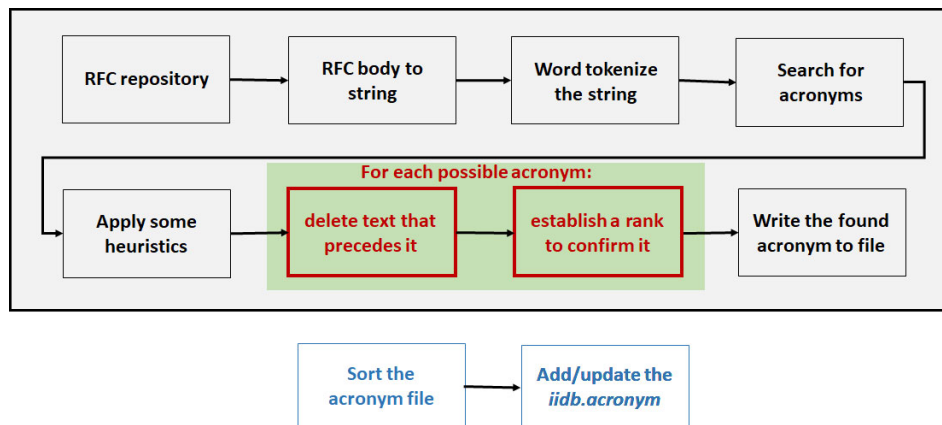 RFC repository
RFC body to
string
Word tokenize
the string
Search for
acronyms
For each possible acronym:
Apply some
heuristics
delete text that
precedes it
establish a rank
to confirm it
Write the found
acronym to file
Sort the
acronym file
Add/update the
iidb.acronym